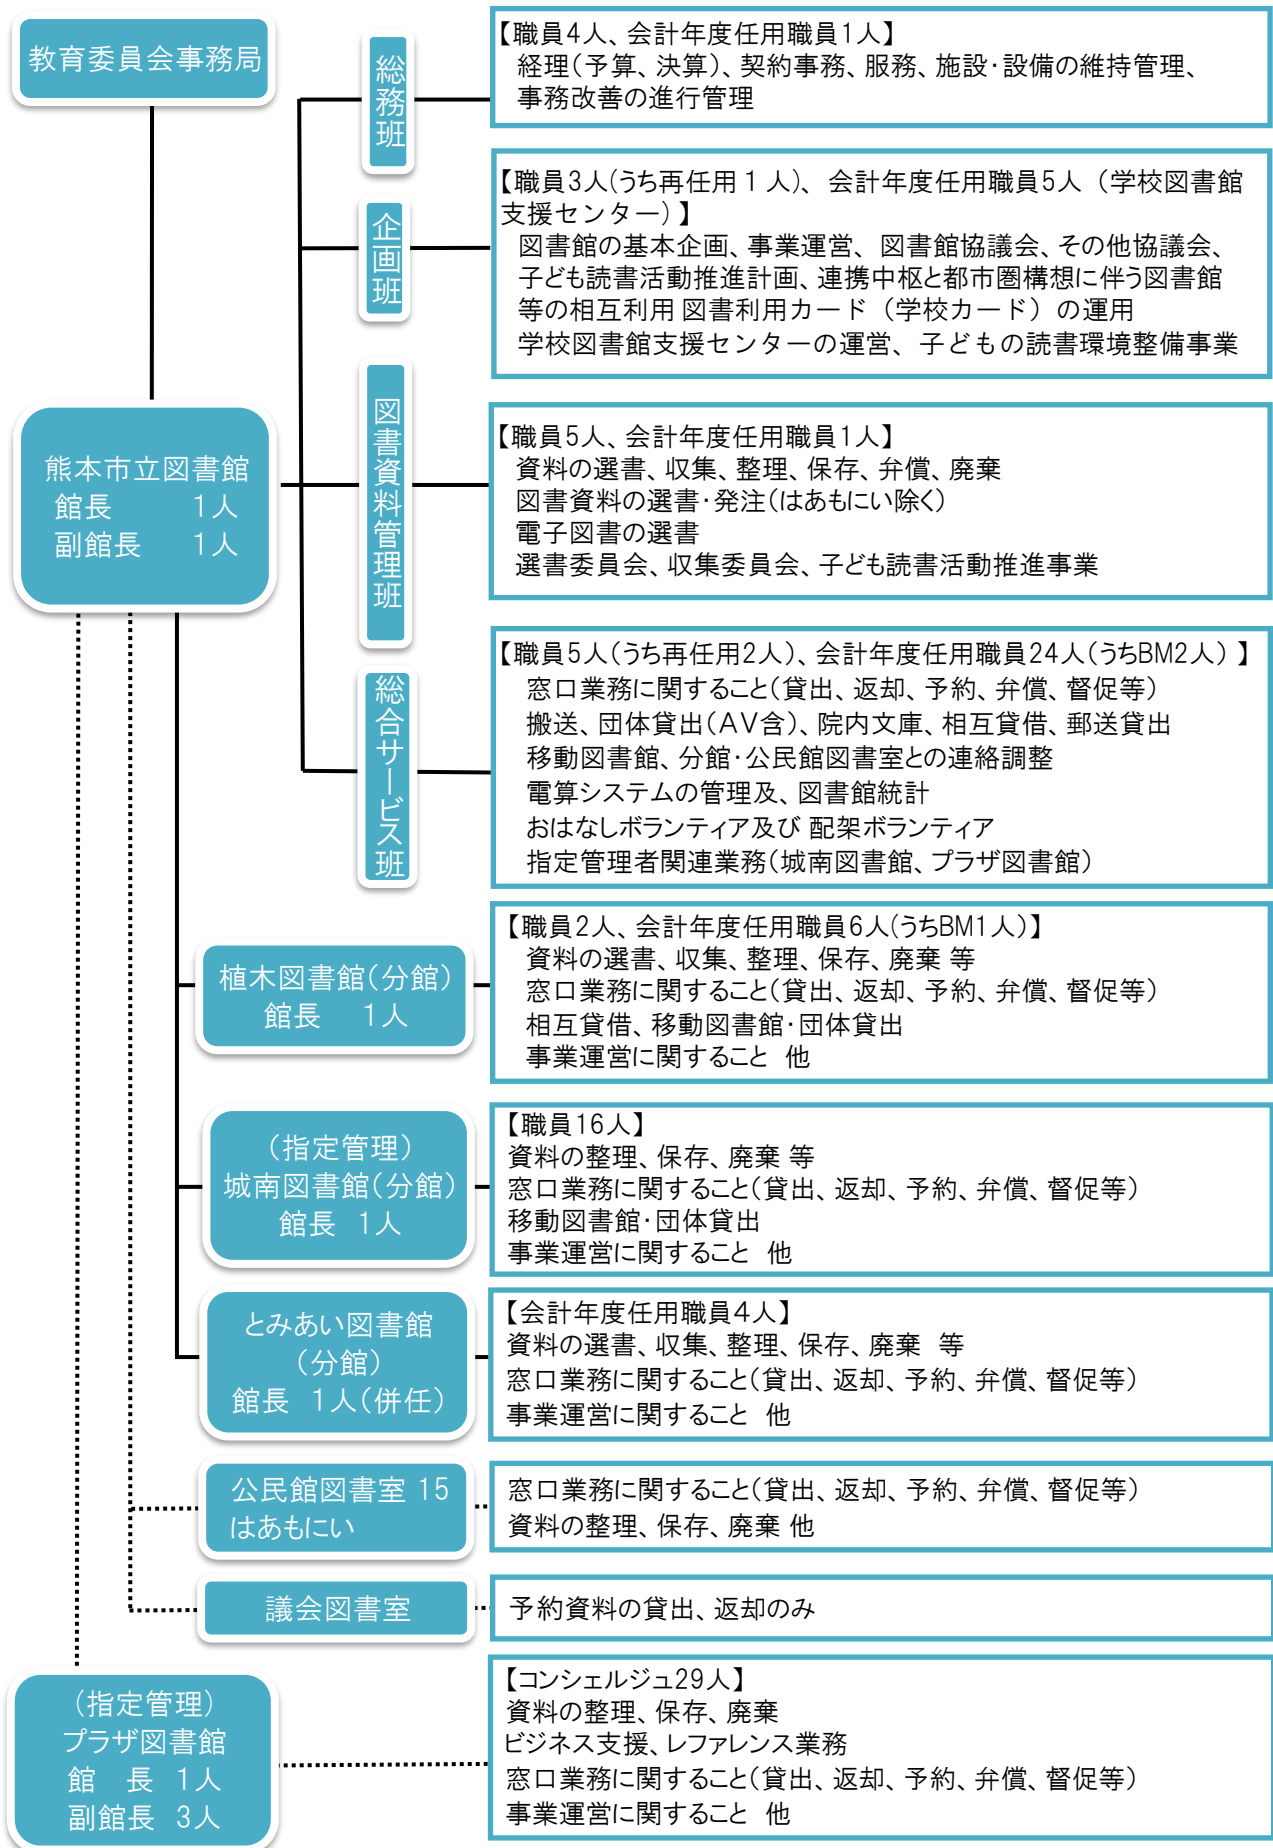 教育委員会事務局
総務班
【職員4人、会計年度任用職員1人】
経理(予算、決算)、契約事務、服務、施設・設備の維持管理、
事務改善の進行管理
企画班
【職員3人(うち再任用１人)、会計年度任用職員5人（学校図書館
支援センター）】
図書館の基本企画、事業運営、図書館協議会、その他協議会、
子ども読書活動推進計画、連携中枢と都市圏構想に伴う図書館
等の相互利用 図書利用カード（学校カード）の運用
学校図書館支援センターの運営、子どもの読書環境整備事業
熊本市立図書館
館長　1人
副館長　1人
図書資料管理班
【職員5人、会計年度任用職員1人】
資料の選書、収集、整理、保存、弁償、廃棄
図書資料の選書・発注(はあもにい除く)
電子図書の選書
選書委員会、収集委員会、子ども読書活動推進事業
総合サービス班
【職員5人(うち再任用2人)、会計年度任用職員24人(うちBM2人) 】
窓口業務に関すること(貸出、返却、予約、弁償、督促等)
搬送、団体貸出(AV含)、院内文庫、相互貸借、郵送貸出
移動図書館、分館・公民館図書室との連絡調整
電算システムの管理及、図書館統計
おはなしボランティア及び 配架ボランティア
指定管理者関連業務(城南図書館、プラザ図書館)
植木図書館(分館)
館長　1人
【職員2人、会計年度任用職員6人(うちBM1人)】
資料の選書、収集、整理、保存、廃棄 等
窓口業務に関すること(貸出、返却、予約、弁償、督促等)
相互貸借、移動図書館・団体貸出
事業運営に関すること 他
(指定管理)
城南図書館(分館)
館長　1人
【職員16人】
資料の整理、保存、廃棄 等
窓口業務に関すること(貸出、返却、予約、弁償、督促等)
移動図書館・団体貸出
事業運営に関すること 他
とみあい図書館
(分館)
館長　1人(併任)
【会計年度任用職員4人】
資料の選書、収集、整理、保存、廃棄 等
窓口業務に関すること(貸出、返却、予約、弁償、督促等)
事業運営に関すること 他
公民館図書室 15
はあもにい
窓口業務に関すること(貸出、返却、予約、弁償、督促等)
資料の整理、保存、廃棄 他
議会図書室
予約資料の貸出、返却のみ
(指定管理)
プラザ図書館
館　長　1人
副館長　3人
【コンシェルジュ29人】
資料の整理、保存、廃棄
ビジネス支援、レファレンス業務
窓口業務に関すること(貸出、返却、予約、弁償、督促等)
事業運営に関すること 他